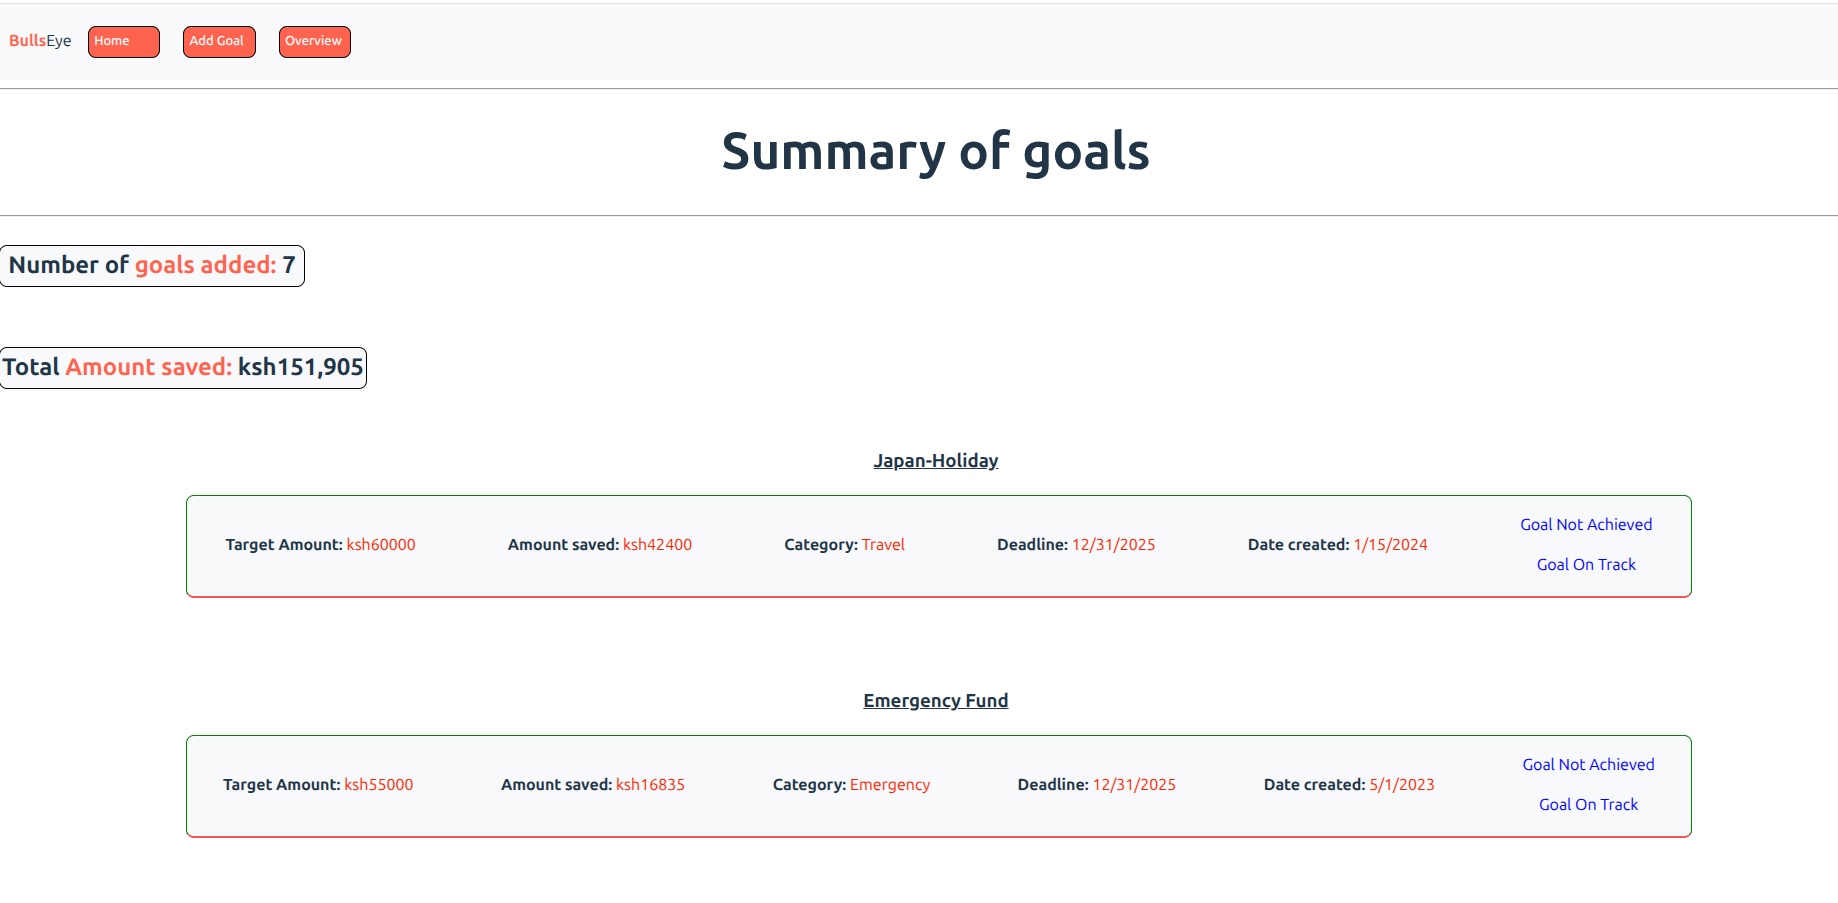 BullsEye Home Add Goal Overview
Summary of goals
Number of goals added: 7
Total Amount saved: ksh151,905
Japan-Holiday
Target Amount: ksh60000 Amount saved: ksh42400 Category: Travel Deadline: 12/31/2025 Date created: 1/15/2024
Goal Not Achieved
Goal On Track
Emergency Fund
Target Amount: ksh55000 Amount saved: ksh16835 Category: Emergency Deadline: 12/31/2025 Date created: 5/1/2023
Goal Not Achieved
Goal On Track